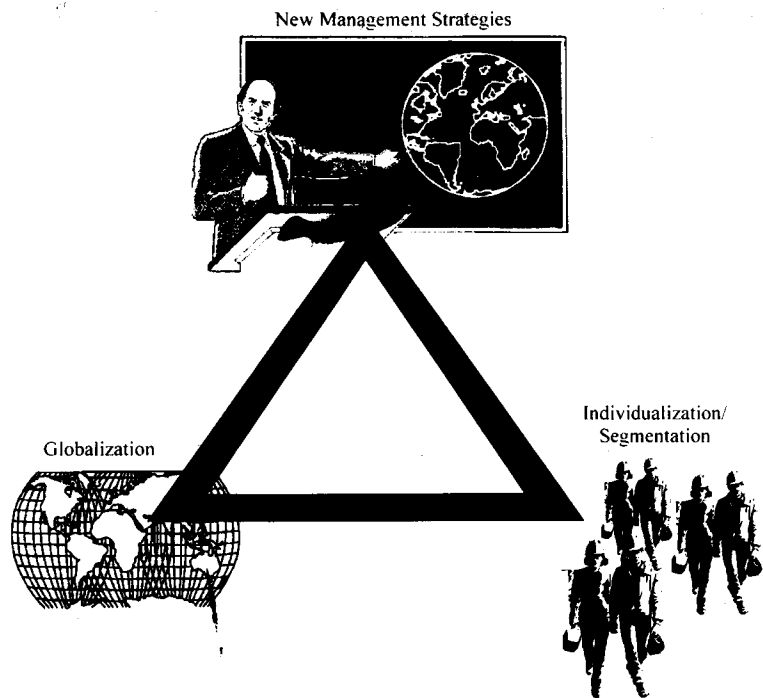 New Management Strategies
Globalization
Individualization/
Segmentation